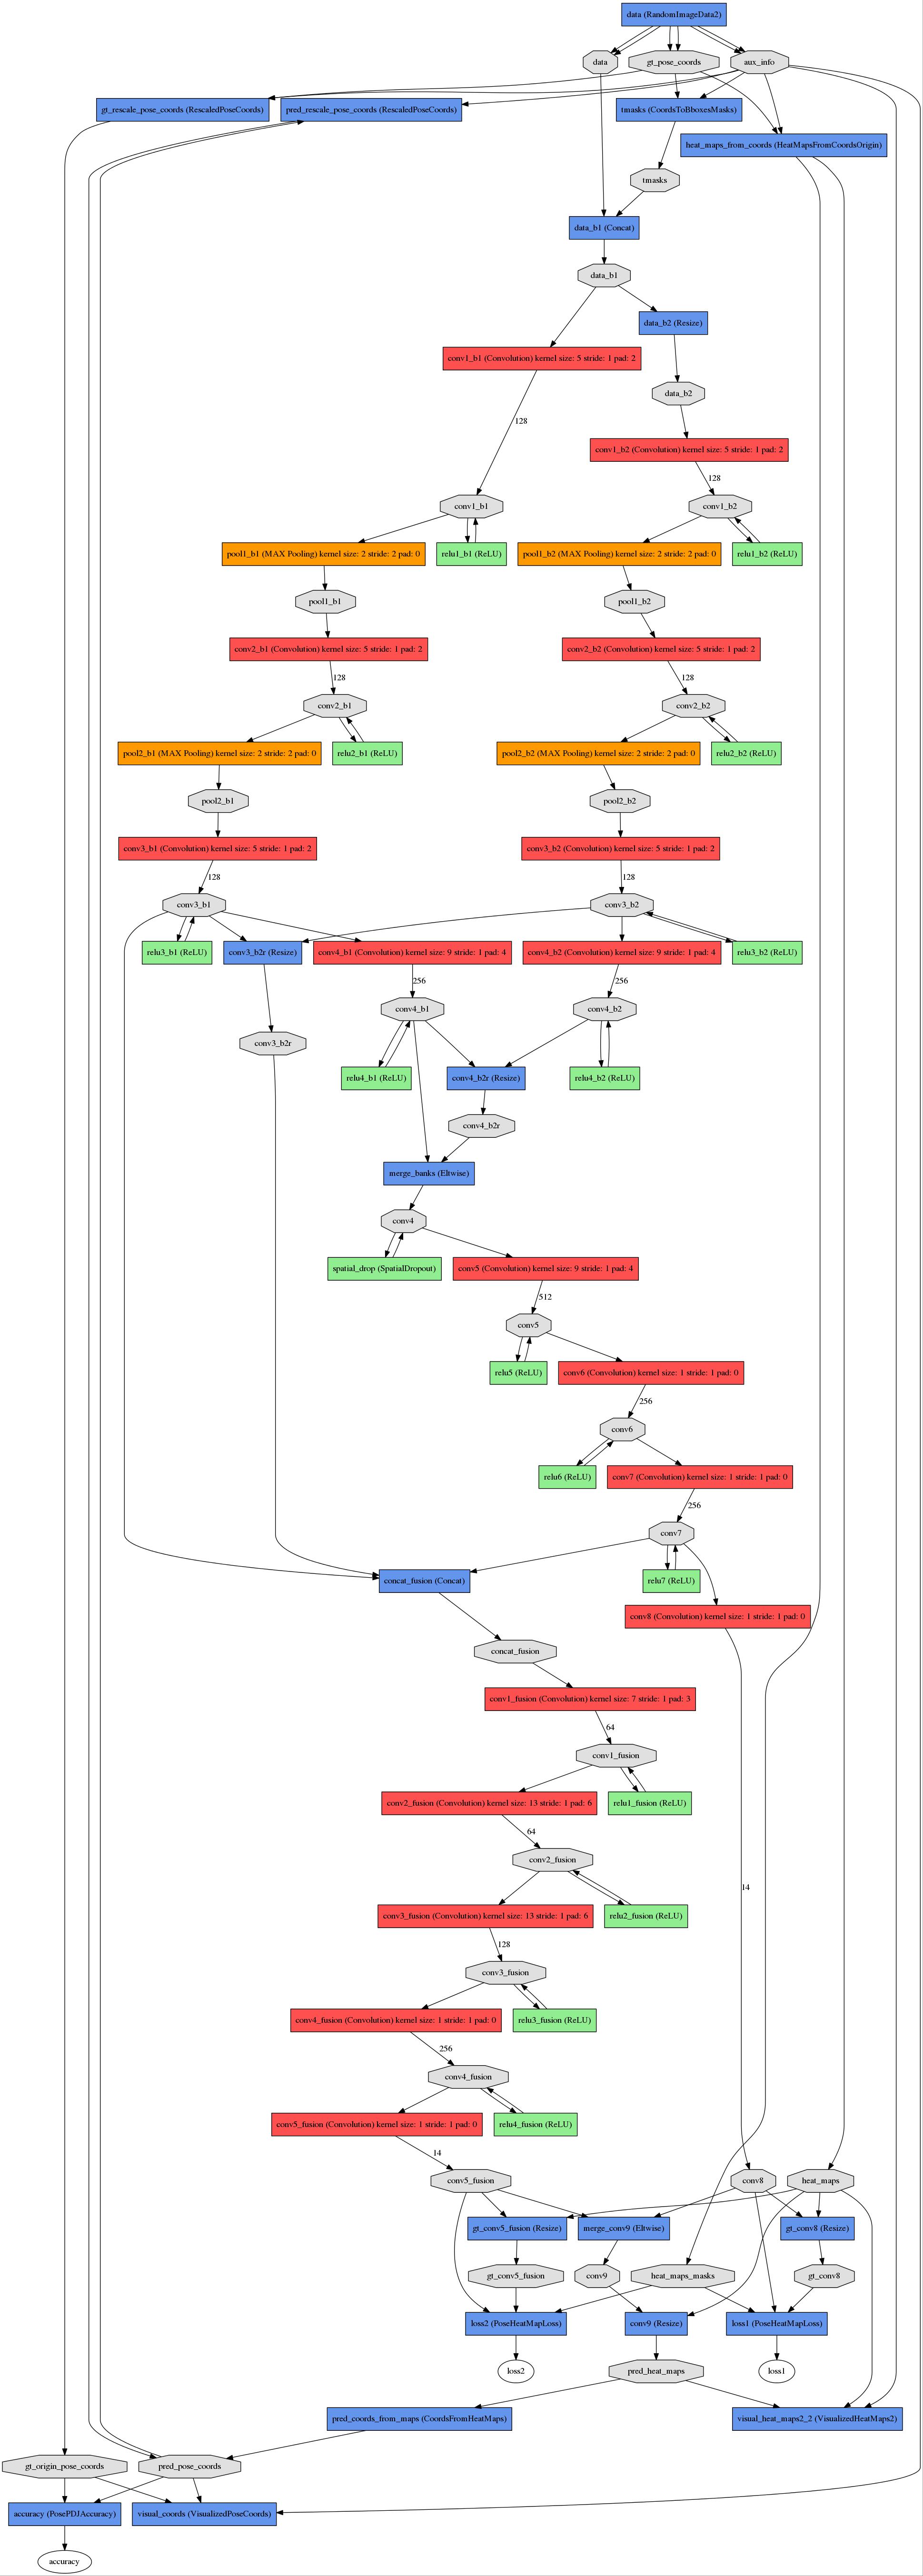 data (RandomImageData2)
data
gt_pose_coords
aux_info
gt_rescale_pose_coords (RescaledPoseCoords)
pred_rescale_pose_coords (RescaledPoseCoords)
tmasks (CoordsToBboxesMasks)
heat_maps_from_coords (HeatMapsFromCoordsOrigin)
tmasks
data_b1 (Concat)
data_b1
data_b2 (Resize)
conv1_b1 (Convolution) kernel size: 5 stride: 1 pad: 2
data_b2
128
conv1_b2 (Convolution) kernel size: 5 stride: 1 pad: 2
128
conv1_b1
conv1_b2
pool1_b1 (MAX Pooling) kernel size: 2 stride: 2 pad: 0
relu1_b1 (ReLU)
pool1_b2 (MAX Pooling) kernel size: 2 stride: 2 pad: 0
relu1_b2 (ReLU)
pool1_b1
pool1_b2
conv2_b1 (Convolution) kernel size: 5 stride: 1 pad: 2
conv2_b2 (Convolution) kernel size: 5 stride: 1 pad: 2
128
128
conv2_b1
conv2_b2
pool2_b1 (MAX Pooling) kernel size: 2 stride: 2 pad: 0
relu2_b1 (ReLU)
pool2_b2 (MAX Pooling) kernel size: 2 stride: 2 pad: 0
relu2_b2 (ReLU)
pool2_b1
pool2_b2
conv3_b1 (Convolution) kernel size: 5 stride: 1 pad: 2
conv3_b2 (Convolution) kernel size: 5 stride: 1 pad: 2
128
128
conv3_b1
conv3_b2
relu3_b1 (ReLU)
conv3_b2r (Resize)
conv4_b1 (Convolution) kernel size: 9 stride: 1 pad: 4
conv4_b2 (Convolution) kernel size: 9 stride: 1 pad: 4
relu3_b2 (ReLU)
256
256
conv4_b1
conv4_b2
conv3_b2r
relu4_b1 (ReLU)
conv4_b2r (Resize)
relu4_b2 (ReLU)
conv4_b2r
merge_banks (Eltwise)
conv4
spatial_drop (SpatialDropout)
conv5 (Convolution) kernel size: 9 stride: 1 pad: 4
512
conv5
relu5 (ReLU)
conv6 (Convolution) kernel size: 1 stride: 1 pad: 0
256
conv6
relu6 (ReLU)
conv7 (Convolution) kernel size: 1 stride: 1 pad: 0
256
conv7
concat_fusion (Concat)
relu7 (ReLU)
conv8 (Convolution) kernel size: 1 stride: 1 pad: 0
concat_fusion
conv1_fusion (Convolution) kernel size: 7 stride: 1 pad: 3
64
conv1_fusion
conv2_fusion (Convolution) kernel size: 13 stride: 1 pad: 6
relu1_fusion (ReLU)
64
conv2_fusion
14
conv3_fusion (Convolution) kernel size: 13 stride: 1 pad: 6
relu2_fusion (ReLU)
128
conv3_fusion
conv4_fusion (Convolution) kernel size: 1 stride: 1 pad: 0
relu3_fusion (ReLU)
256
conv4_fusion
conv5_fusion (Convolution) kernel size: 1 stride: 1 pad: 0
relu4_fusion (ReLU)
14
conv5_fusion
conv8
heat_maps
gt_conv5_fusion (Resize)
merge_conv9 (Eltwise)
gt_conv8 (Resize)
gt_conv5_fusion
conv9
heat_maps_masks
gt_conv8
loss2 (PoseHeatMapLoss)
conv9 (Resize)
loss1 (PoseHeatMapLoss)
loss2
pred_heat_maps
loss1
pred_coords_from_maps (CoordsFromHeatMaps)
visual_heat_maps2_2 (VisualizedHeatMaps2)
gt_origin_pose_coords
pred_pose_coords
accuracy (PosePDJAccuracy)
visual_coords (VisualizedPoseCoords)
accuracy